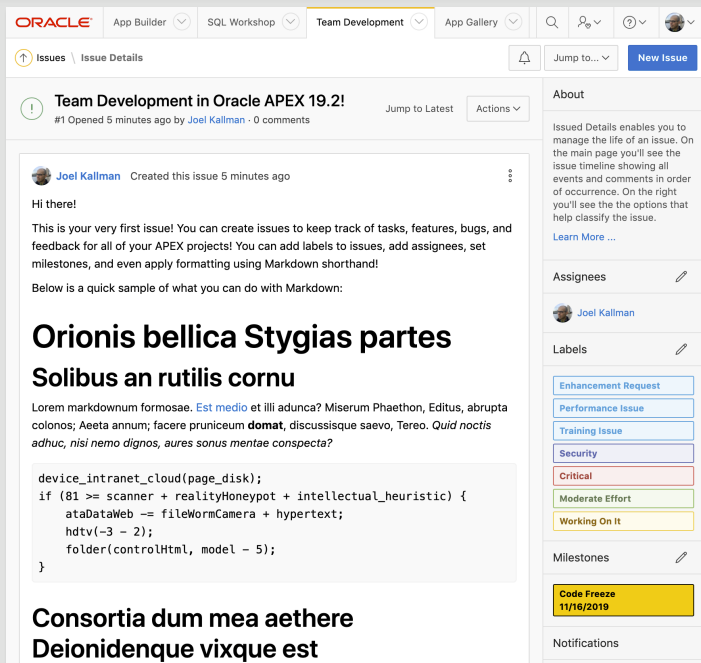 ORACLE
App Builder
SQL Workshop
Team Development
App Gallery
Issues \ Issue Details
Jump to...
New Issue
Team Development in Oracle APEX 19.2!
#1 Opened 5 minutes ago by Joel Kallman · 0 comments
Jump to Latest
Actions
Joel Kallman Created this issue 5 minutes ago
Hi there!
This is your very first issue! You can create issues to keep track of tasks, features, bugs, and
feedback for all of your APEX projects! You can add labels to issues, add assignees, set
milestones, and even apply formatting using Markdown shorthand!
Below is a quick sample of what you can do with Markdown:
Orionis bellica Stygias partes
Solibus an rutilis cornu
Lorem markdownum formosae. Est medio et illi adunca? Miserum Phaethon, Editus, abrupta
colonos; Aeeta annum; facere pruniceum domat, discussisque saevo, Tereo. Quid noctis
adhuc, nisi nemo dignos, aures sonus mentae conspecta?
device_intranet_cloud(page_disk);
if (81 >= scanner + realityHoneypot + intellectual_heuristic) {
    ataDataWeb -= fileWormCamera + hypertext;
    hdtv(-3 - 2);
    folder(controlHtml, model - 5);
}
Consortia dum mea aethere
Deionidenque vixque est
About
Issued Details enables you to
manage the life of an issue. On
the main page you'll see the
issue timeline showing all
events and comments in order
of occurrence. On the right
you'll see the the options that
help classify the issue.
Learn More ...
Assignees
Joel Kallman
Labels
Enhancement Request
Performance Issue
Training Issue
Security
Critical
Moderate Effort
Working On It
Milestones
Code Freeze
11/16/2019
Notifications